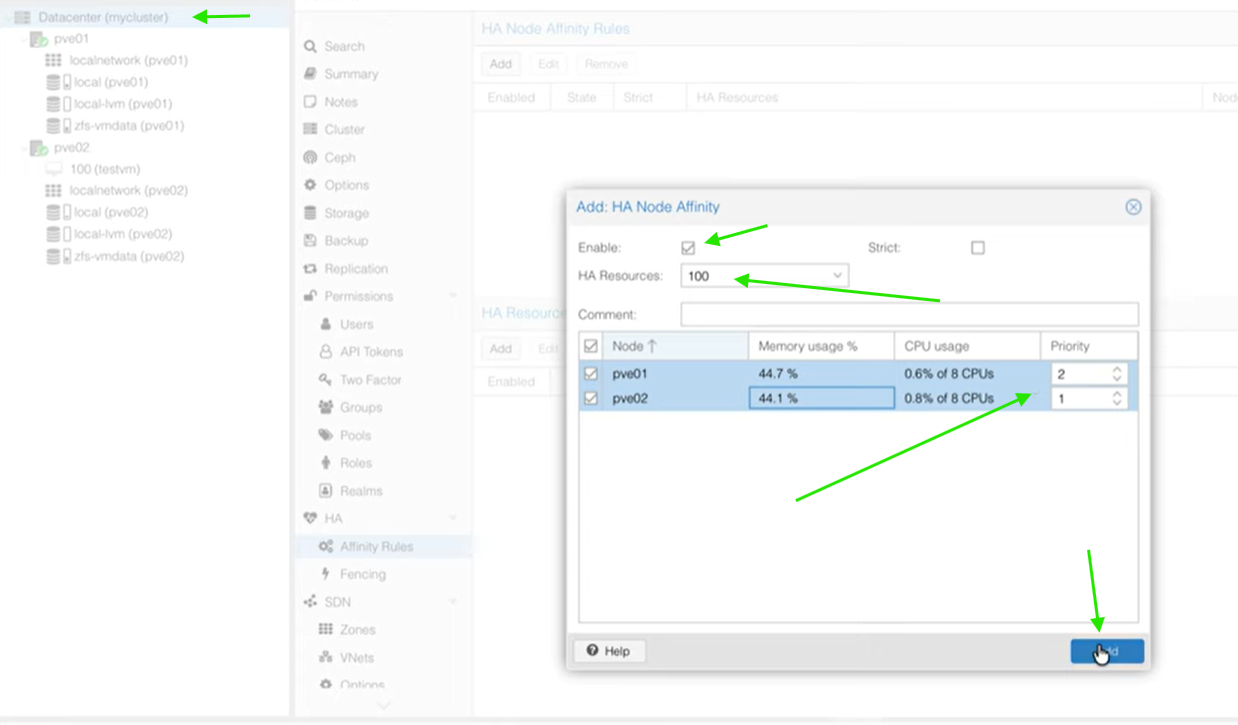 Datacenter (mycluster)
pve01
localnetwork (pve01)
local (pve01)
local-lvm (pve01)
zfs-vmdata (pve01)
pve02
100 (testvm)
localnetwork (pve02)
local (pve02)
local-lvm (pve02)
zfs-vmdata (pve02)
Search
Summary
Notes
Cluster
Ceph
Options
Storage
Backup
Replication
Permissions
Users
API Tokens
Two Factor
Groups
Pools
Roles
Realms
HA
Affinity Rules
Fencing
SDN
Zones
VNets
Options
HA Node Affinity Rules
Add Edit Remove
Enabled State Strict HA Resources
HA
Add Edit
Enabled
Add: HA Node Affinity
Enable: Strict:
HA Resources: 100
Comment:
Node ↑ Memory usage % CPU usage Priority
pve01 44.7 % 0.6% of 8 CPUs 2
pve02 44.1 % 0.8% of 8 CPUs 1
Help